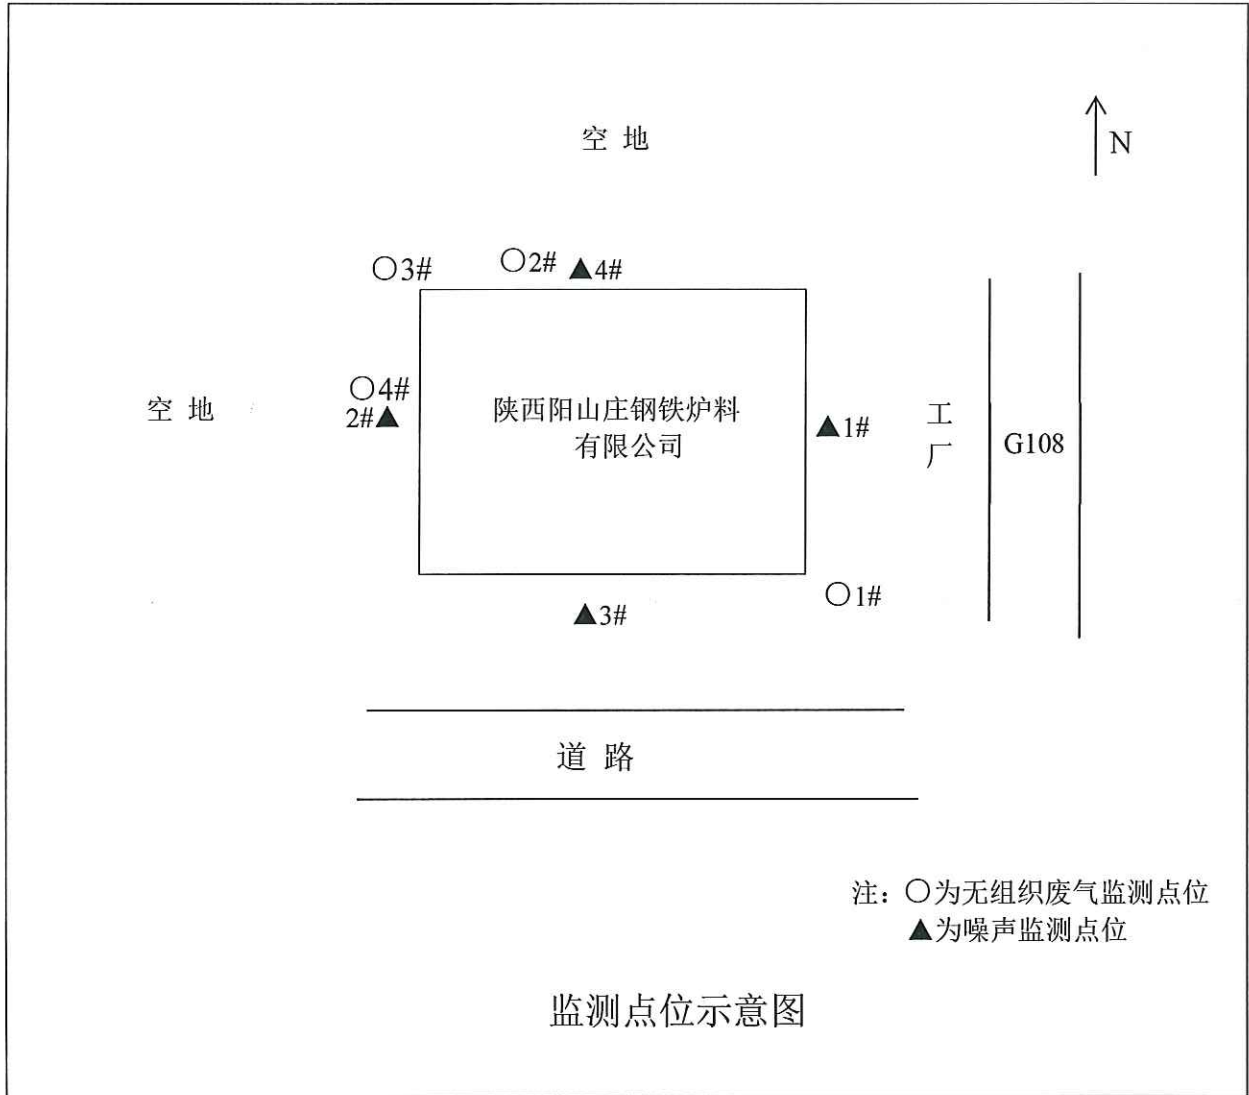 空 地
N
○3#
○2#
▲4#
○4#
空 地
2#▲
陕西阳山庄钢铁炉料
有限公司
▲1#
工
厂
G108
○1#
▲3#
道 路
注：○为无组织废气监测点位
▲为噪声监测点位
监测点位示意图